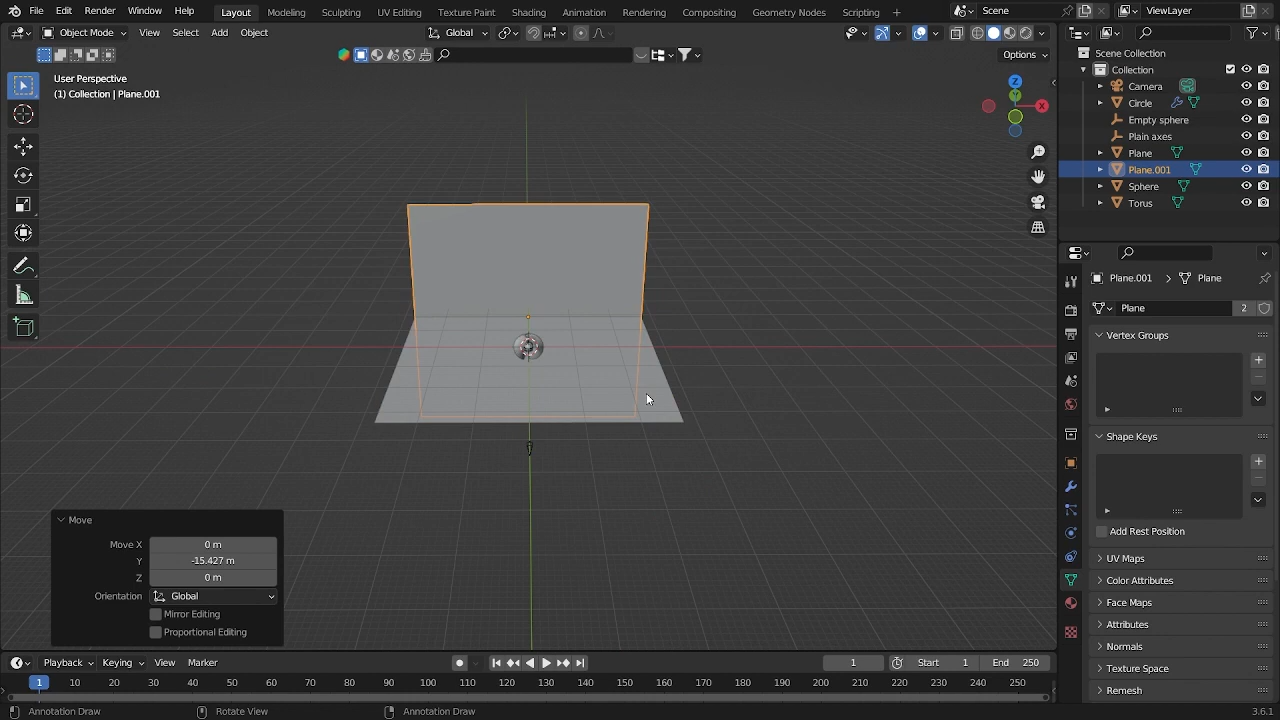 File Edit Render Window Help Layout Modeling Sculpting UV Editing Texture Paint Shading Animation Rendering Compositing Geometry Nodes Scripting + Scene ViewLayer
Object Mode View Select Add Object Global
Options
User Perspective
(1) Collection | Plane.001
Z
Y
X
Scene Collection
Collection
Camera
Circle
Empty sphere
Plain axes
Plane
Plane.001
Sphere
Torus
Plane.001 > Plane
Plane 2
Vertex Groups
Shape Keys
Add Rest Position
UV Maps
Color Attributes
Face Maps
Attributes
Normals
Texture Space
Remesh
Move
Move X 0 m
Y -15.427 m
Z 0 m
Orientation Global
Mirror Editing
Proportional Editing
Playback Keying View Marker 1 Start 1 End 250
1 10 20 30 40 50 60 70 80 90 100 110 120 130 140 150 160 170 180 190 200 210 220 230 240 250
Annotation Draw Rotate View Annotation Draw 3.6.1